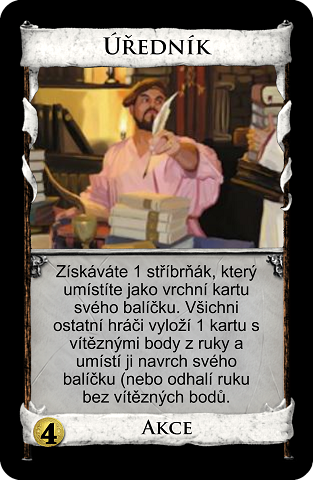 Úředník
Získáváte 1 stříbrňák, který
umístíte jako vrchní kartu
svého balíčku. Všichni
ostatní hráči vyloží 1 kartu s
vítěznými body z ruky a
umístí ji navrch svého
balíčku (nebo odhalí ruku
bez vítězných bodů.
4
Akce